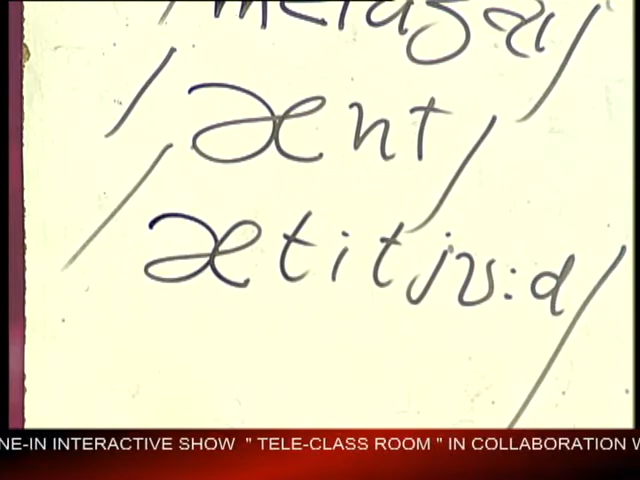 /ænt/
/ætitjʊ:d/
NE-IN INTERACTIVE SHOW " TELE-CLASS ROOM " IN COLLABORATION W